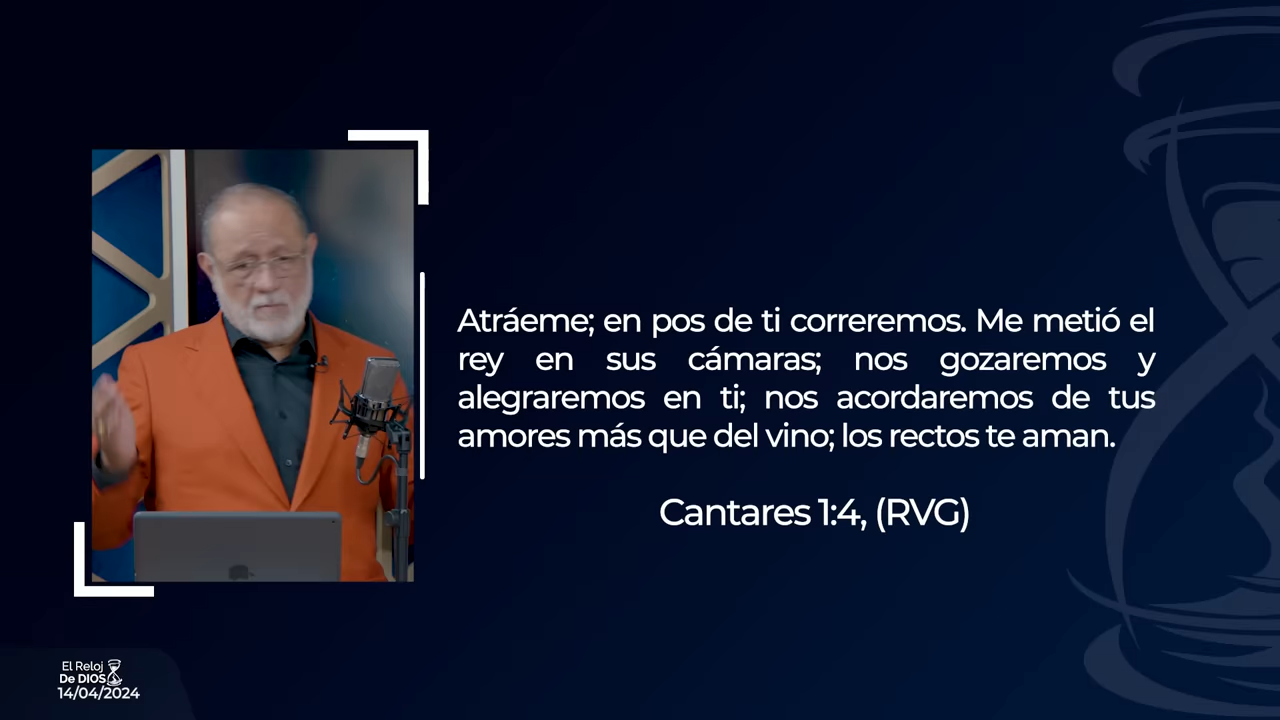 Atráeme; en pos de ti correremos. Me metió el
rey en sus cámaras; nos gozaremos y
alegraremos en ti; nos acordaremos de tus
amores más que del vino; los rectos te aman.
Cantares 1:4, (RVG)
El Reloj
De DIOS
14/04/2024